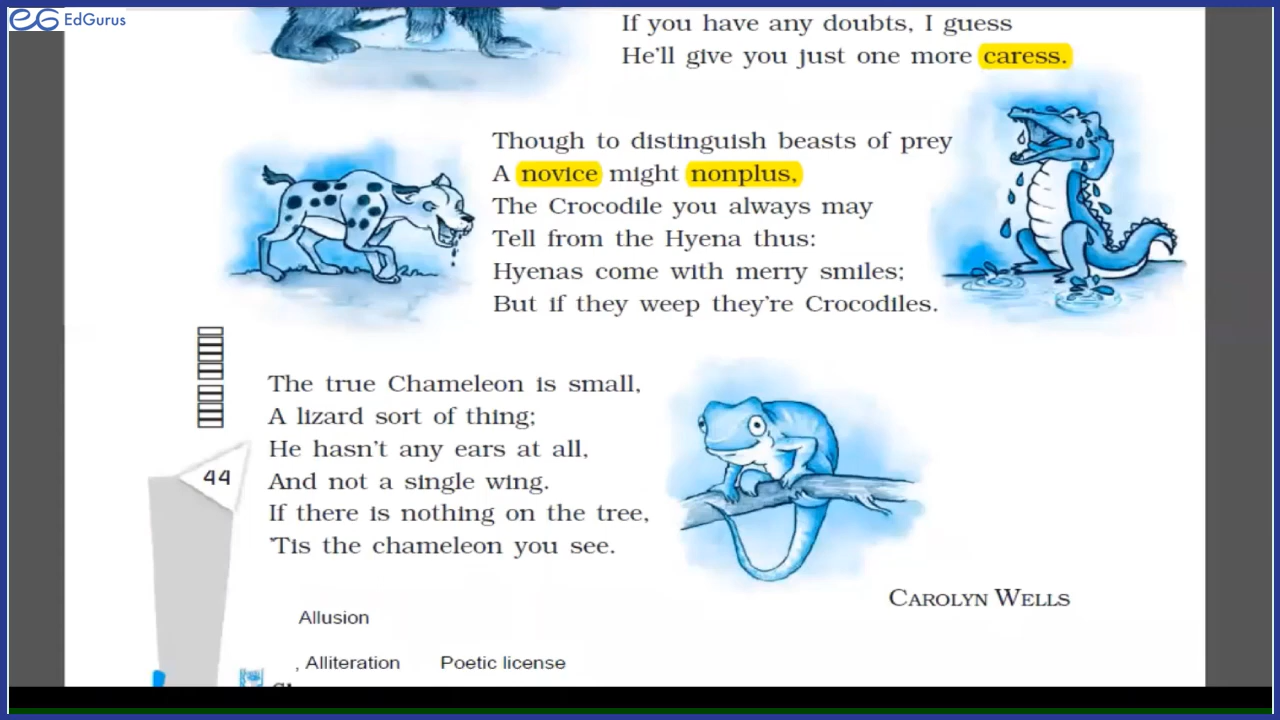 EdGurus
If you have any doubts, I guess
He'll give you just one more caress.
Though to distinguish beasts of prey
A novice might nonplus,
The Crocodile you always may
Tell from the Hyena thus:
Hyenas come with merry smiles;
But if they weep they're Crocodiles.
The true Chameleon is small,
A lizard sort of thing;
He hasn't any ears at all,
And not a single wing.
If there is nothing on the tree,
'Tis the chameleon you see.
44
CAROLYN WELLS
Allusion
, Alliteration Poetic license